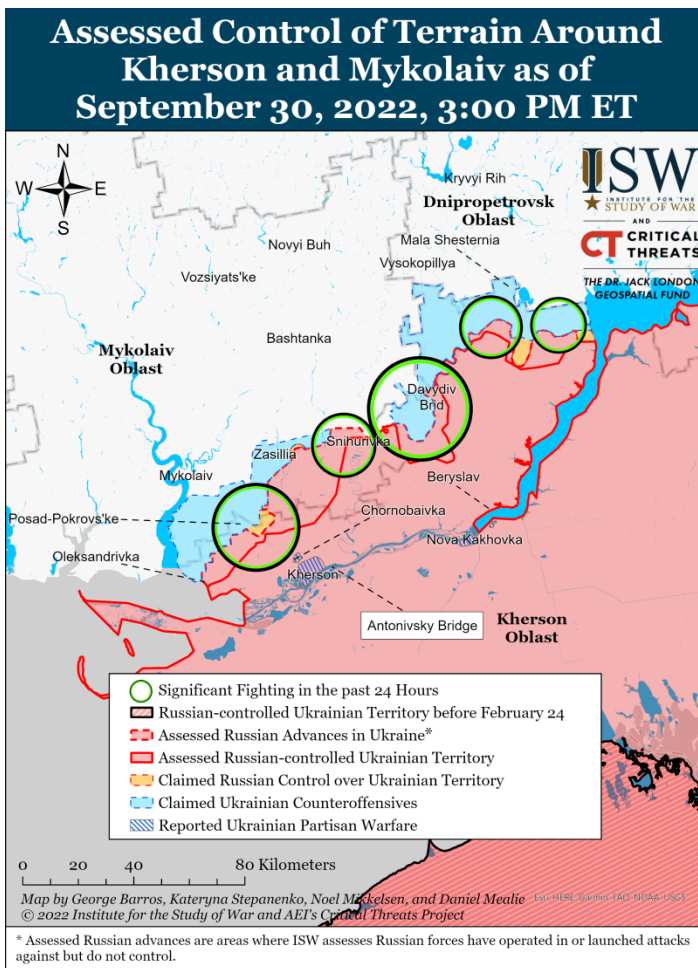 Assessed Control of Terrain Around
Kherson and Mykolaiv as of
September 30, 2022, 3:00 PM ET
N
W E
S
ISW
INSTITUTE FOR THE
STUDY OF WAR
AND
CT CRITICAL
THREATS
THE DR. JACK LONDON
GEOSPATIAL FUND
Kryvyi Rih
Dnipropetrovsk
Oblast
Mala Shesternia
Novyi Buh
Vysokopillya
Vozsiyats'ke
Bashtanka
Mykolaiv
Oblast
Davydiv
Brid
Snihurivka
Zasillia
Mykolaiv
Beryslav
Posad-Pokrovs'ke
Chornobaivka
Nova Kakhovka
Oleksandrivka
Kherson
Kherson
Oblast
Antonivsky Bridge
Significant Fighting in the past 24 Hours
Russian-controlled Ukrainian Territory before February 24
Assessed Russian Advances in Ukraine*
Assessed Russian-controlled Ukrainian Territory
Claimed Russian Control over Ukrainian Territory
Claimed Ukrainian Counteroffensives
Reported Ukrainian Partisan Warfare
0 20 40 80 Kilometers
Map by George Barros, Kateryna Stepanenko, Noel Mikkelsen, and Daniel Mealie
Esri, HERE, Garmin, FAO, NOAA, USGS
© 2022 Institute for the Study of War and AEI's Critical Threats Project
* Assessed Russian advances are areas where ISW assesses Russian forces have operated in or launched attacks
against but do not control.